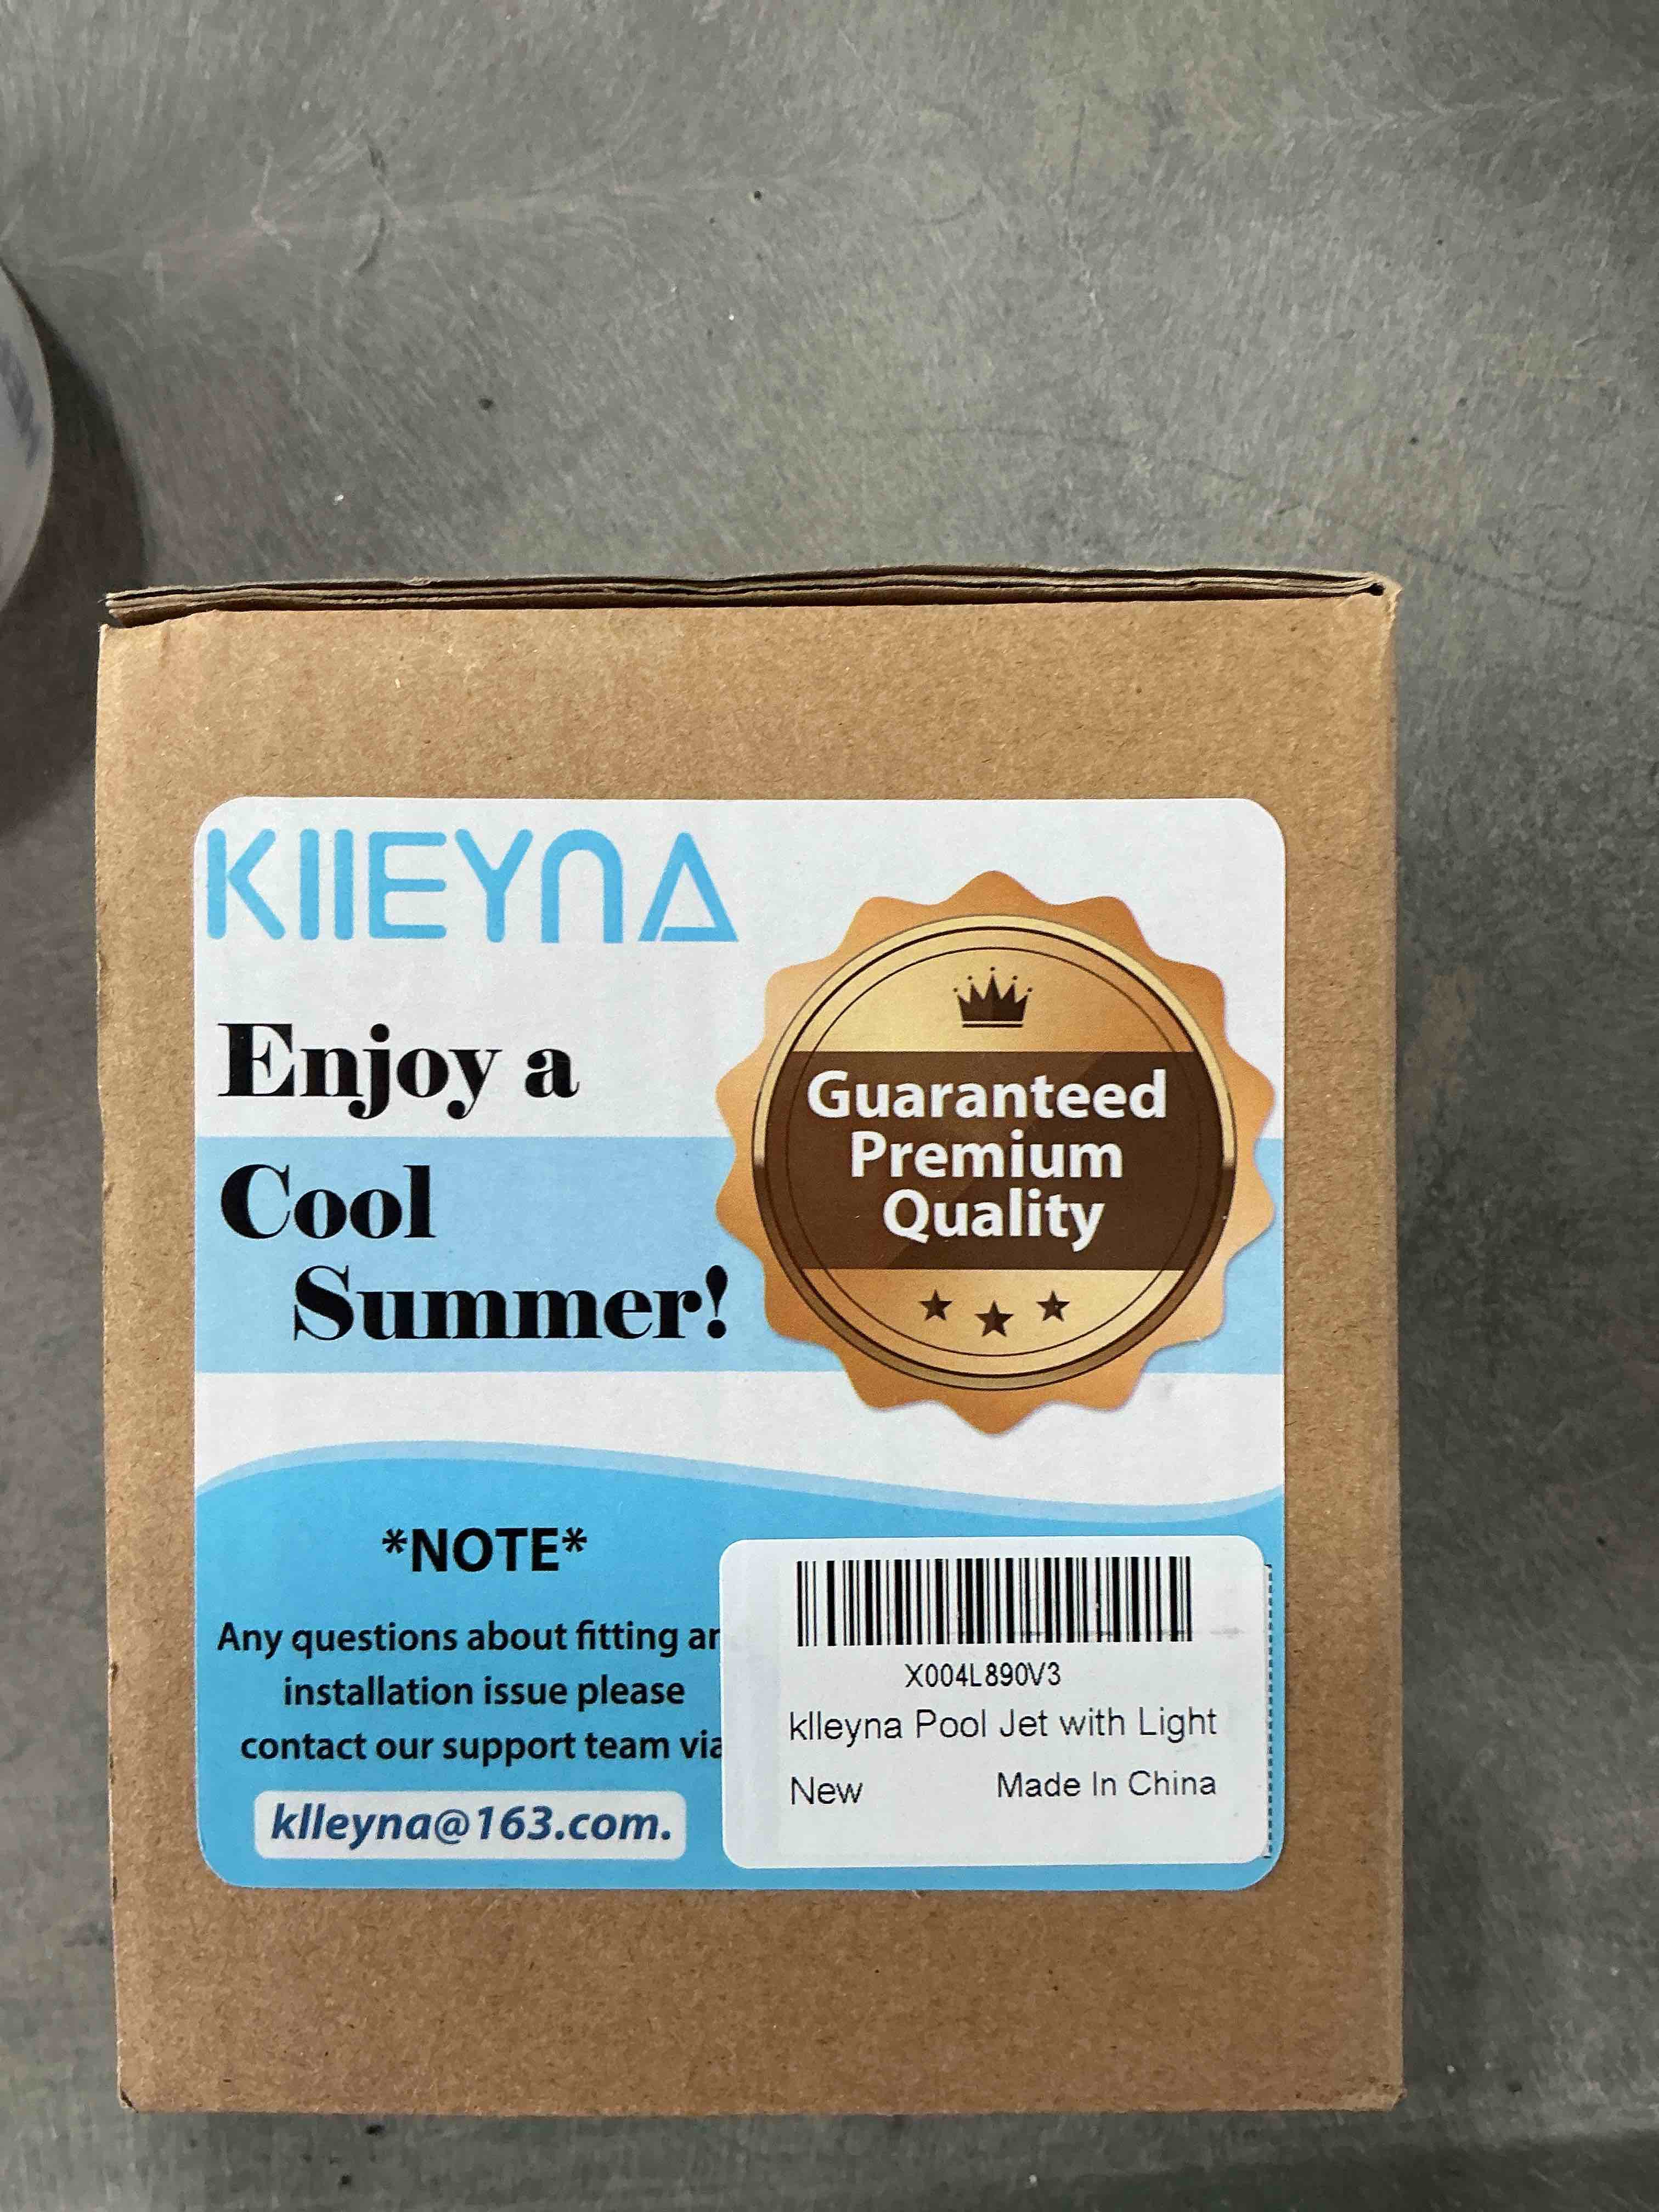 KllEYNA
Enjoy a
Cool
Summer!
Guaranteed
Premium
Quality
*NOTE*
Any questions about fitting
installation issue please
contact our support team via
klleyna@163.com.
X004L890V3
klleyna Pool Jet with Light
New
Made In China